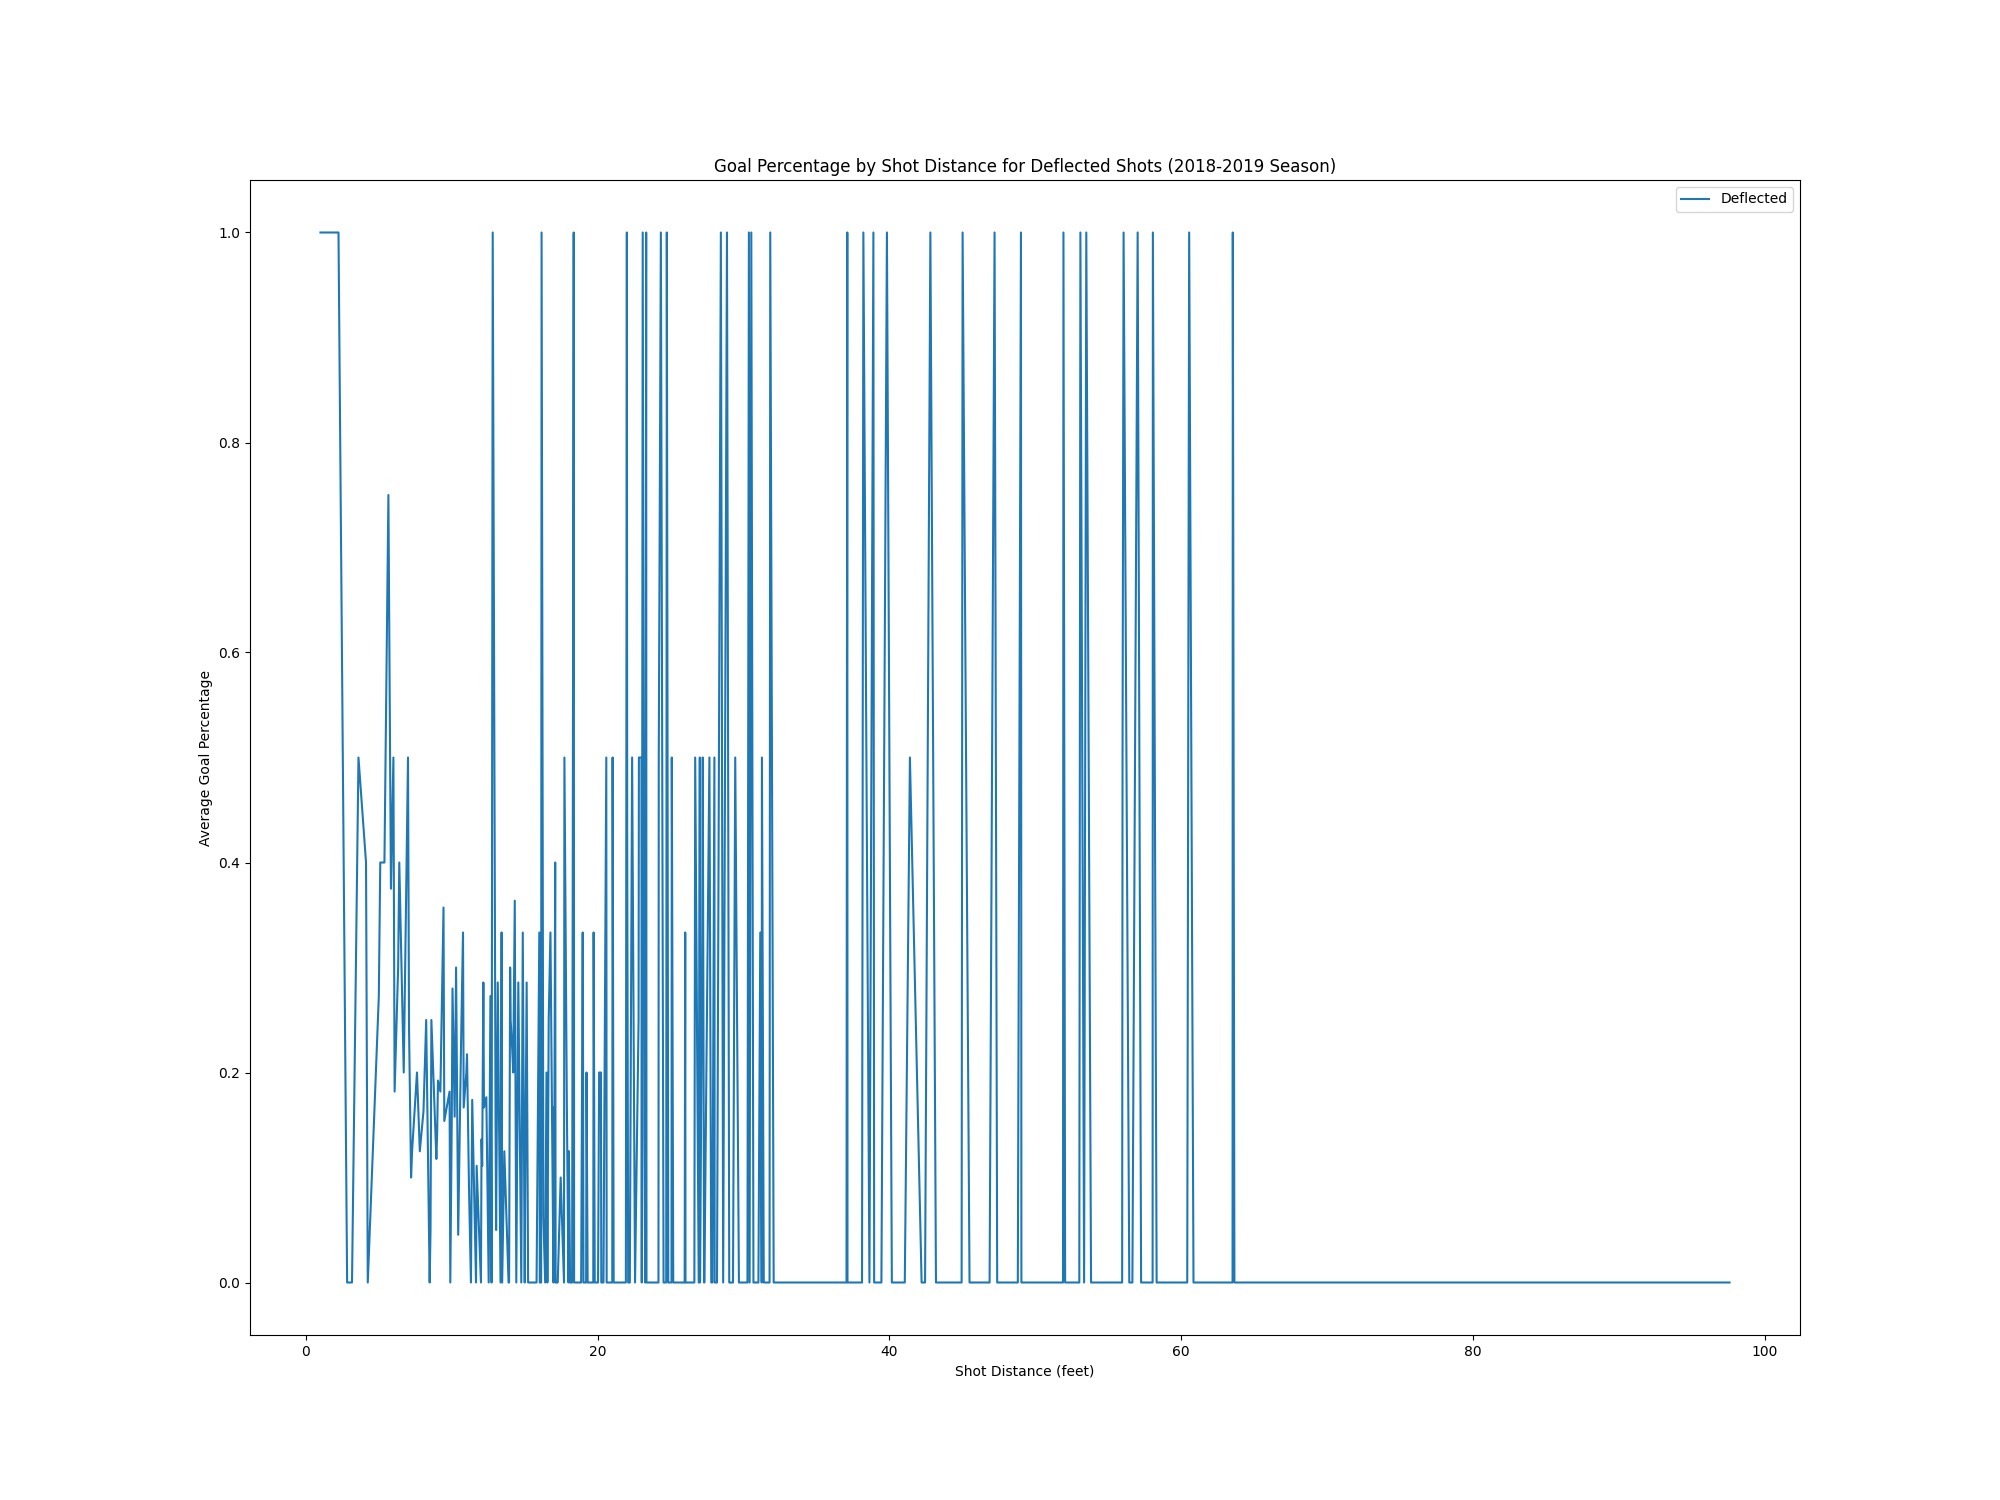 Goal Percentage by Shot Distance for Deflected Shots (2018-2019 Season)
Deflected
1.0
0.8
0.6
0.4
0.2
0.0
Average Goal Percentage
0 20 40 60 80 100
Shot Distance (feet)